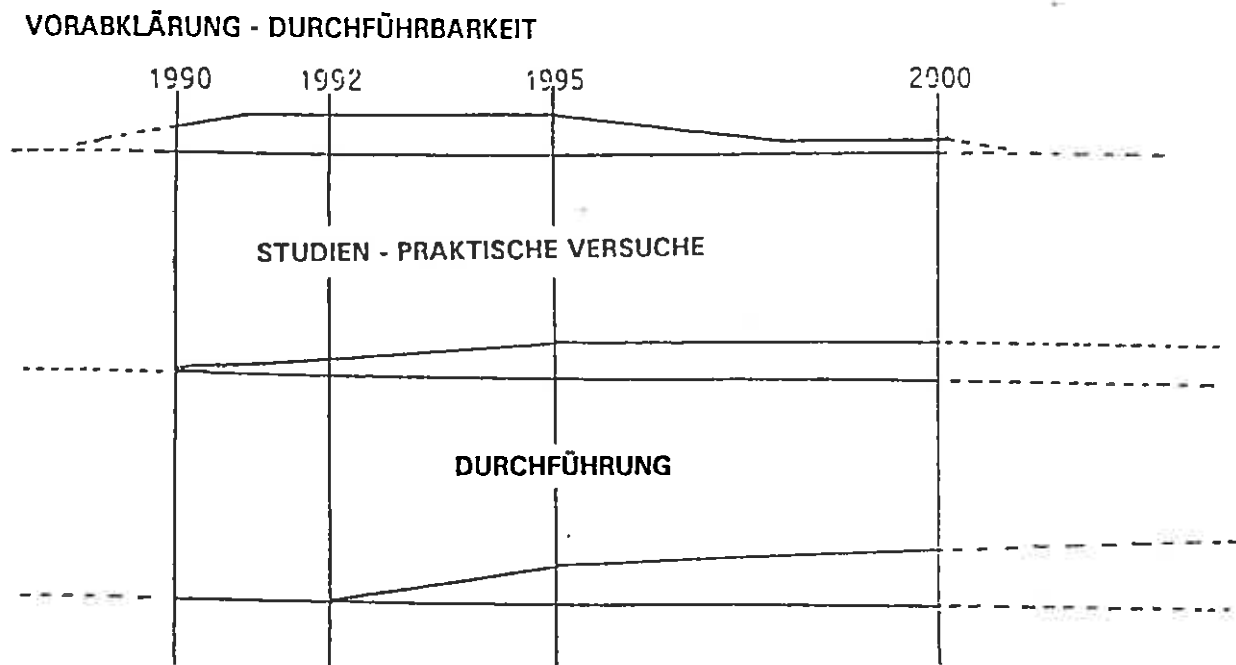 VORABKLÄRUNG - DURCHFÜHRBARKEIT
1990 1992 1995 2000
STUDIEN - PRAKTISCHE VERSUCHE
DURCHFÜHRUNG